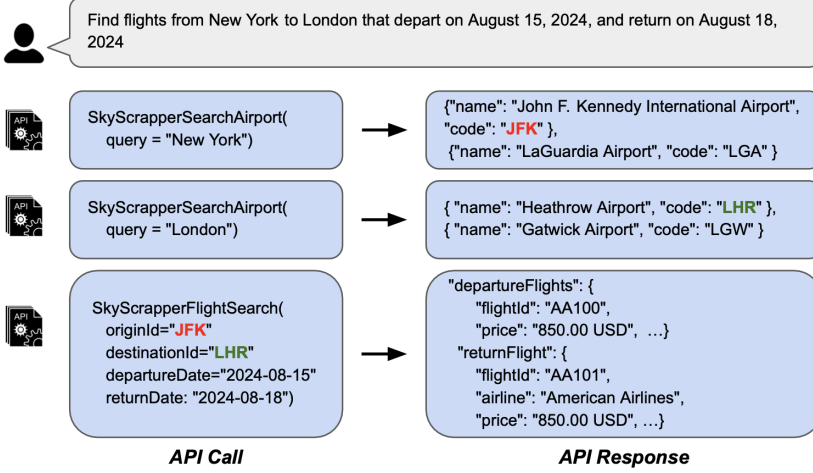 Find flights from New York to London that depart on August 15, 2024, and return on August 18,
2024
API
SkyScrapperSearchAirport(
query = "New York")
{"name": "John F. Kennedy International Airport",
"code": "JFK" },
{"name": "LaGuardia Airport", "code": "LGA" }
API
SkyScrapperSearchAirport(
query = "London")
{ "name": "Heathrow Airport", "code": "LHR" },
{ "name": "Gatwick Airport", "code": "LGW" }
API
SkyScrapperFlightSearch(
originId="JFK"
destinationId="LHR"
departureDate="2024-08-15"
returnDate: "2024-08-18")
"departureFlights": {
"flightId": "AA100",
"price": "850.00 USD", …}
"returnFlight": {
"flightId": "AA101",
"airline": "American Airlines",
"price": "850.00 USD", …}
API Call
API Response